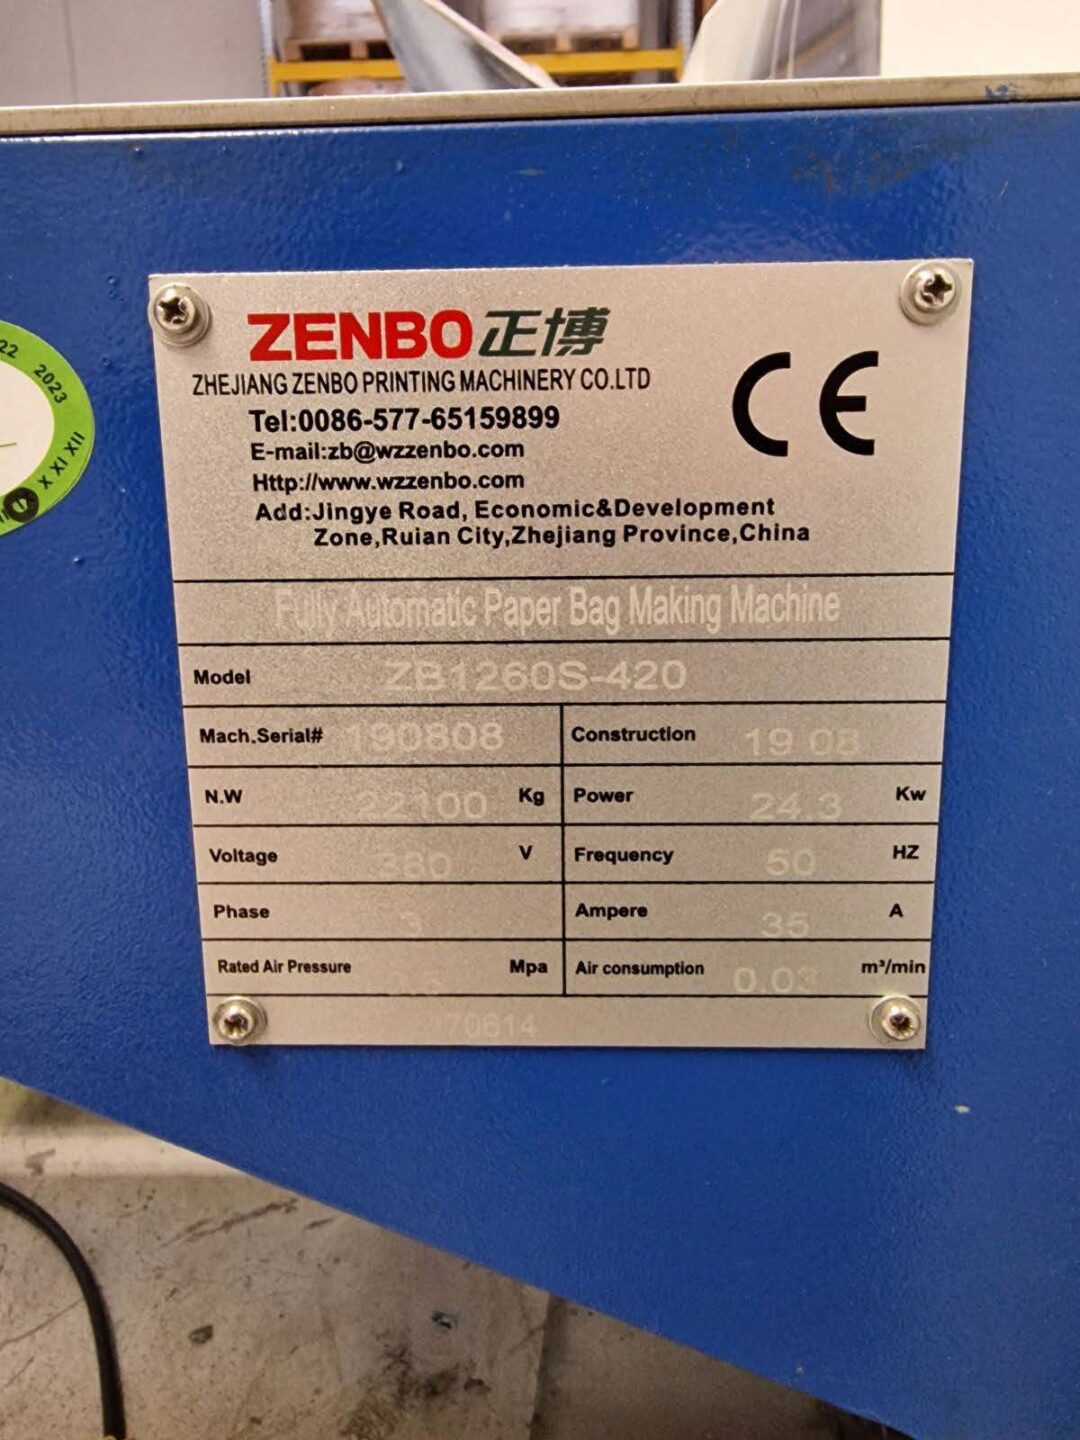 ZENBO正博
ZHEJIANG ZENBO PRINTING MACHINERY CO.LTD
Tel:0086-577-65159899
E-mail:zb@wzzenbo.com
Http://www.wzzenbo.com
Add:Jingye Road, Economic&Development
Zone,Ruian City,Zhejiang Province,China
CE
Fully Automatic Paper Bag Making Machine
Model ZB1260S-420
Mach.Serial# 190808 Construction 19 08
N.W 22100 Kg Power 24.3 Kw
Voltage 380 V Frequency 50 HZ
Phase 3 Ampere 35 A
Rated Air Pressure Mpa Air consumption 0.03 m³/min
0614
2023
X XI XII